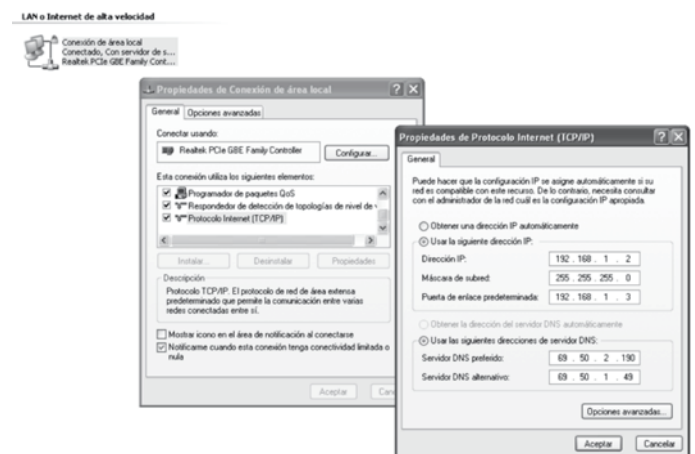 LAN o Internet de alta velocidad
Conexión de área local
Conectado, Con servidor de s...
Realtek PCIe GBE Family Cont...
Propiedades de Conexión de área local
General
Opciones avanzadas
Conectar usando:
Realtek PCIe GBE Family Controller
Configurar...
Esta conexión utiliza los siguientes elementos:
Programador de paquetes QoS
Respondedor de detección de topologías de nivel de v
Protocolo Internet (TCP/IP)
Instalar...
Desinstalar
Propiedades
Descripción
Protocolo TCP/IP. El protocolo de red de área extensa
predeterminado que permite la comunicación entre varias
redes conectadas entre sí.
Mostrar icono en el área de notificación al conectarse
Notificarme cuando esta conexión tenga conectividad limitada o
nula
Aceptar
Can
Propiedades de Protocolo Internet (TCP/IP)
General
Puede hacer que la configuración IP se asigne automáticamente si su
red es compatible con este recurso. De lo contrario, necesita consultar
con el administrador de la red cuál es la configuración IP apropiada.
Obtener una dirección IP automáticamente
Usar la siguiente dirección IP:
Dirección IP:
192 . 168 . 1 . 2
Máscara de subred:
255 . 255 . 255 . 0
Puerta de enlace predeterminada:
192 . 168 . 1 . 3
Obtener la dirección del servidor DNS automáticamente
Usar las siguientes direcciones de servidor DNS:
Servidor DNS preferido:
69 . 50 . 2 . 190
Servidor DNS alternativo:
69 . 50 . 1 . 49
Opciones avanzadas...
Aceptar
Cancelar